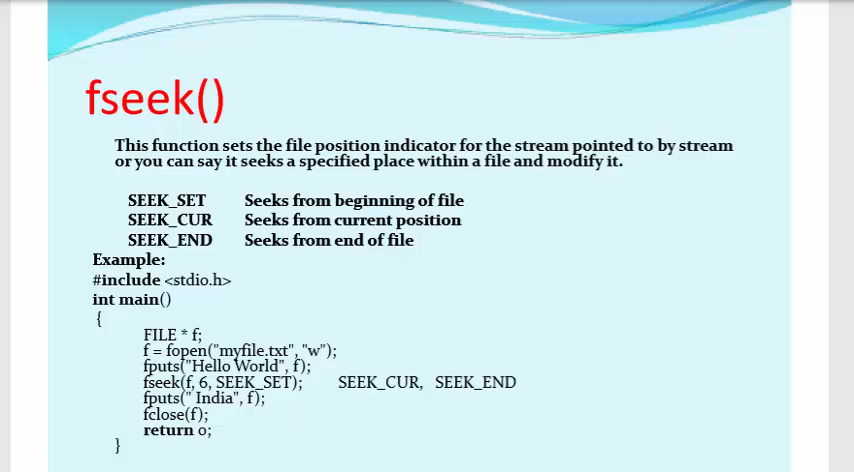 fseek()
This function sets the file position indicator for the stream pointed to by stream
or you can say it seeks a specified place within a file and modify it.
SEEK_SET Seeks from beginning of file
SEEK_CUR Seeks from current position
SEEK_END Seeks from end of file
Example:
#include <stdio.h>
int main()
{
FILE * f;
f = fopen("myfile.txt", "w");
fputs("Hello World", f);
fseek(f, 6, SEEK_SET); SEEK_CUR, SEEK_END
fputs(" India", f);
fclose(f);
return 0;
}